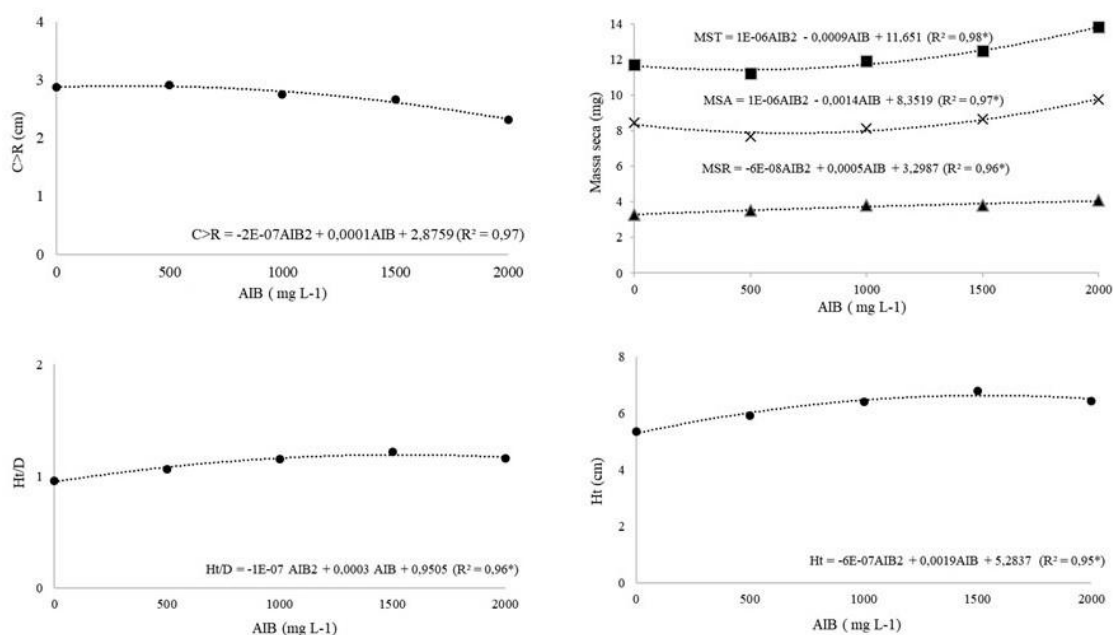 4
3
2
1
0
C>R (cm)
C>R = -2E-07AIB2 + 0,0001AIB + 2,8759 (R² = 0,97)
0 500 1000 1500 2000
AIB ( mg L-1)
14
12
10
8
6
4
2
0
Massa seca (mg)
MST = 1E-06AIB2 - 0,0009AIB + 11,651 (R² = 0,98*)
MSA = 1E-06AIB2 - 0,0014AIB + 8,3519 (R² = 0,97*)
MSR = -6E-08AIB2 + 0,0005AIB + 3,2987 (R² = 0,96*)
0 500 1000 1500 2000
AIB ( mg L-1)
2
1
0
Ht/D
Ht/D = -1E-07 AIB2 + 0,0003 AIB + 0,9505 (R² = 0,96*)
0 500 1000 1500 2000
AIB (mg L-1)
8
6
4
2
0
Ht (cm)
Ht = -6E-07AIB2 + 0,0019AIB + 5,2837 (R² = 0,95*)
0 500 1000 1500 2000
AIB ( mg L-1)